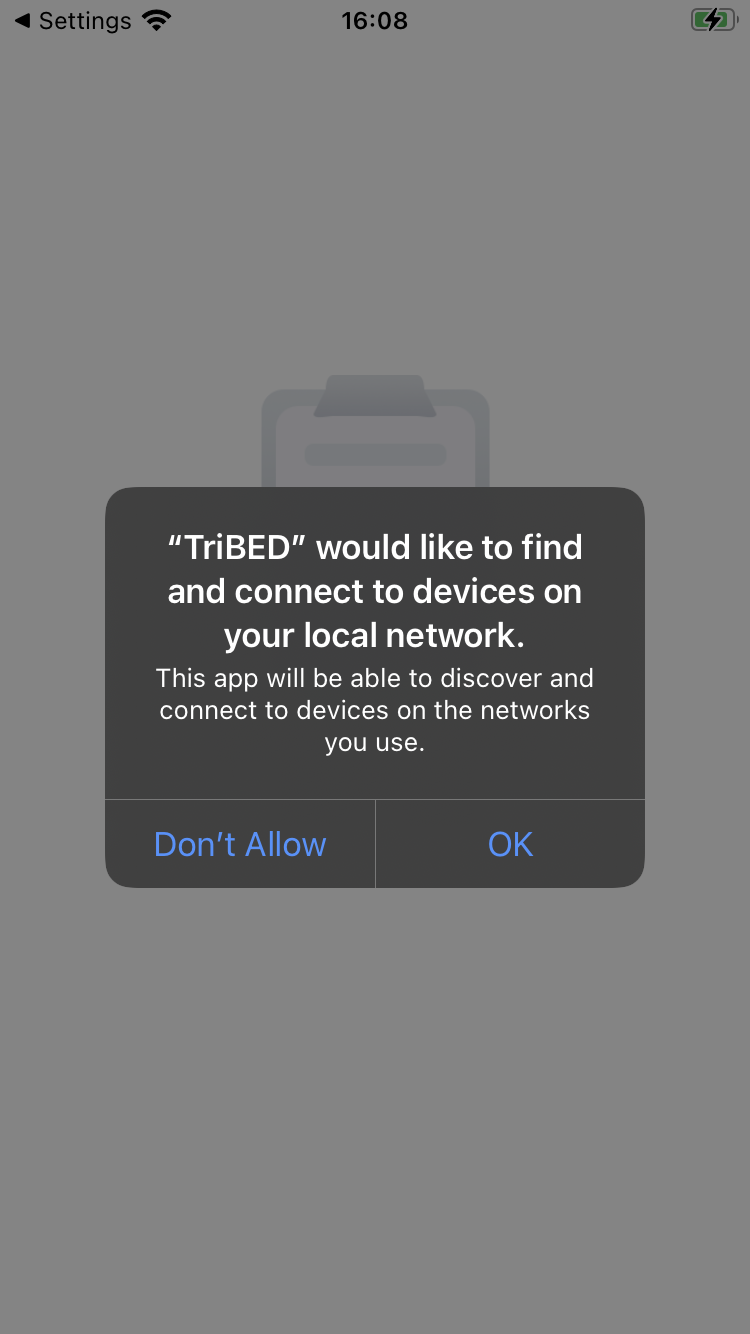 ◀ Settings
16:08
“TriBED” would like to find
and connect to devices on
your local network.
This app will be able to discover and
connect to devices on the networks
you use.
Don’t Allow
OK